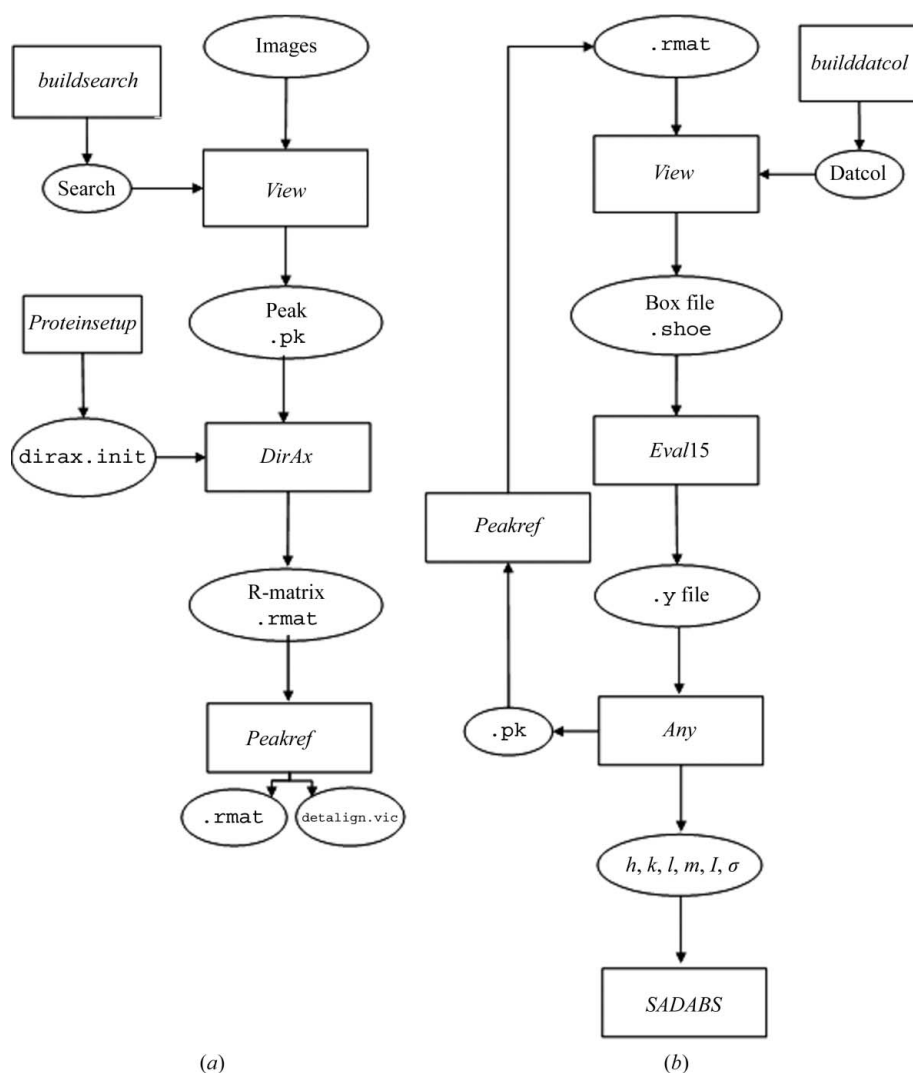 Images
buildsearch
Search
View
Peak
.pk
Proteinsetup
dirax.init
DirAx
R-matrix
.rmat
Peakref
.rmat
detalign.vic
(a)
.rmat
builddatcol
View
Datcol
Box file
.shoe
Eval15
Peakref
.y file
.pk
Any
h, k, l, m, I, σ
SADABS
(b)